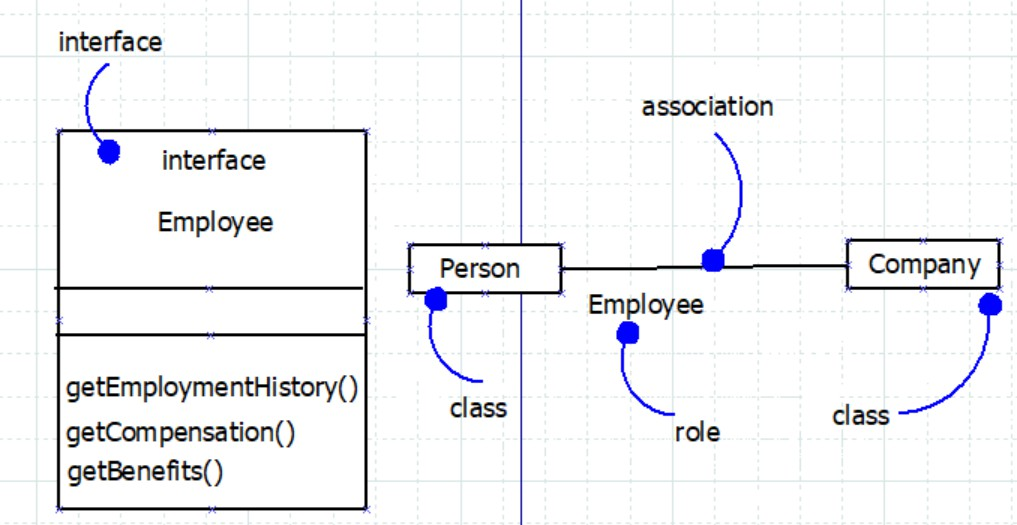 interface
interface
Employee
getEmploymentHistory()
getCompensation()
getBenefits()
association
Person
Company
Employee
class
role
class